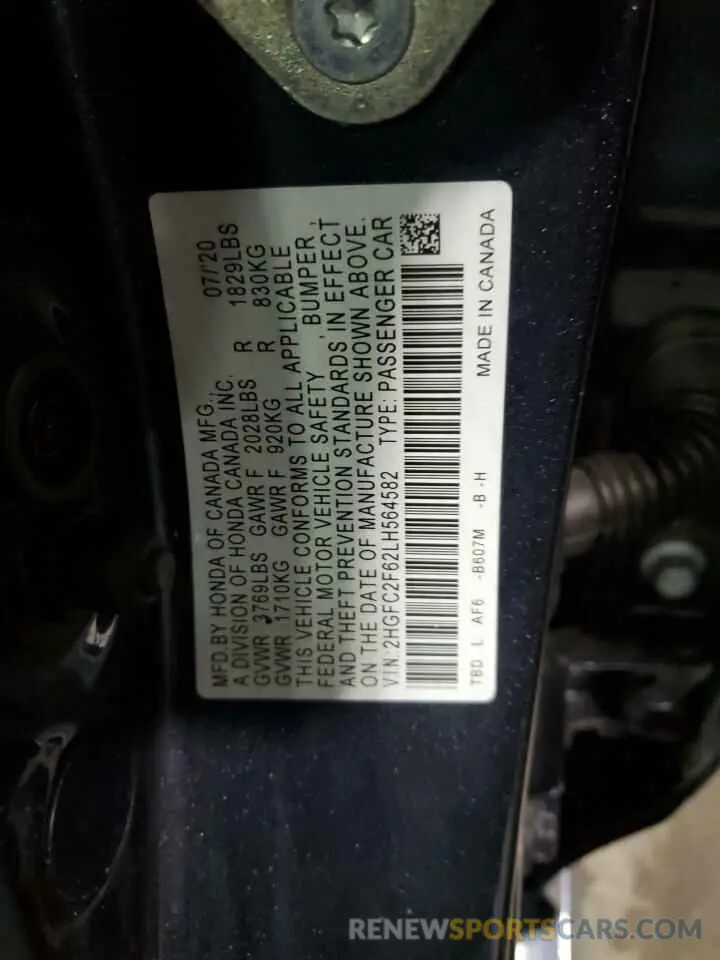 MFD.BY HONDA OF CANADA MFG., 07/'20
A DIVISION OF HONDA CANADA INC.
GVWR 3769LBS GAWR F 2028LBS R 1829LBS
GVWR 1710KG GAWR F 920KG R 830KG
THIS VEHICLE CONFORMS TO ALL APPLICABLE
FEDERAL MOTOR VEHICLE SAFETY , BUMPER ,
AND THEFT PREVENTION STANDARDS IN EFFECT
ON THE DATE OF MANUFACTURE SHOWN ABOVE.
VIN:2HGFC2F62LH564582 TYPE: PASSENGER CAR
TBD L AF6 -B607M -B-H MADE IN CANADA
RENEWSPORTSCARS.COM